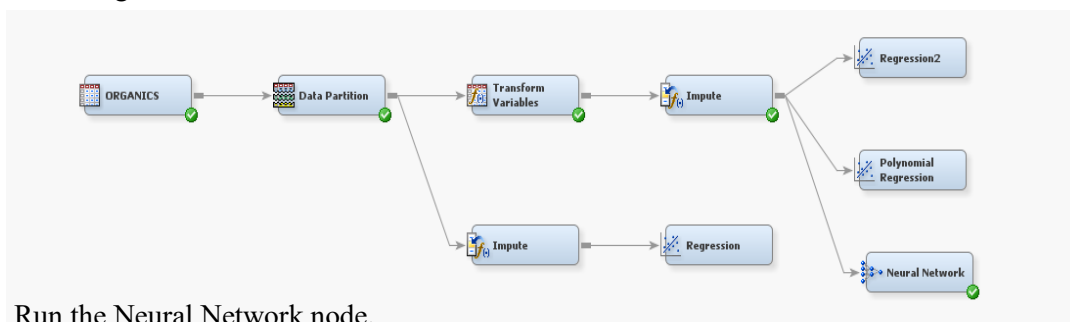 ORGANICS
Data Partition
Transform
Variables
Impute
Regression2
Polynomial
Regression
Impute
Regression
Neural Network
Run the Neural Network node.